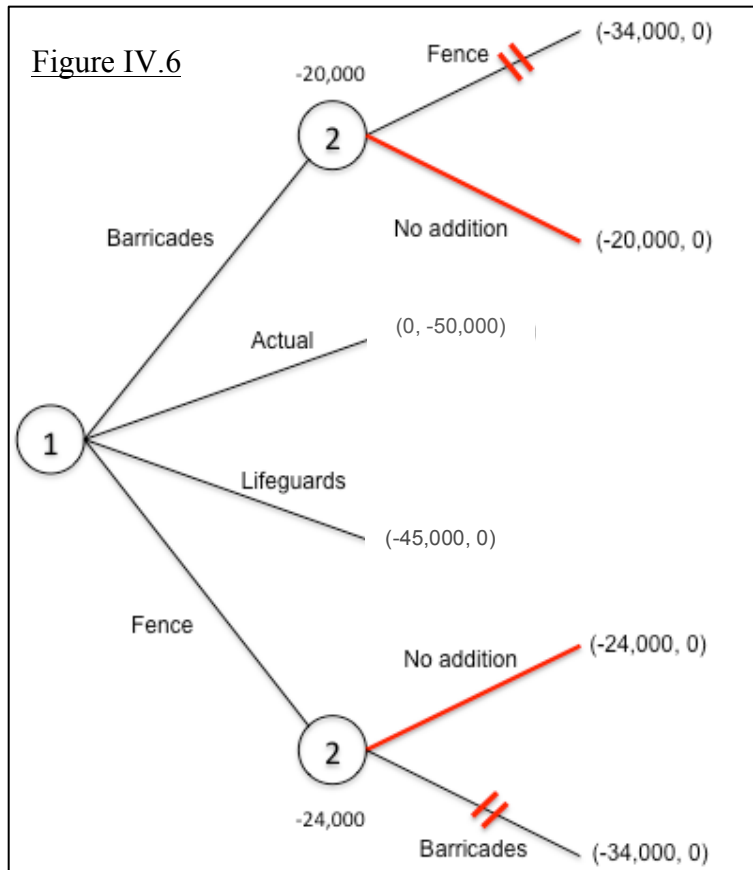 Figure IV.6
Fence
(-34,000, 0)
-20,000
2
No addition
(-20,000, 0)
Barricades
Actual
(0, -50,000)
1
Lifeguards
(-45,000, 0)
Fence
No addition
(-24,000, 0)
2
-24,000
Barricades
(-34,000, 0)